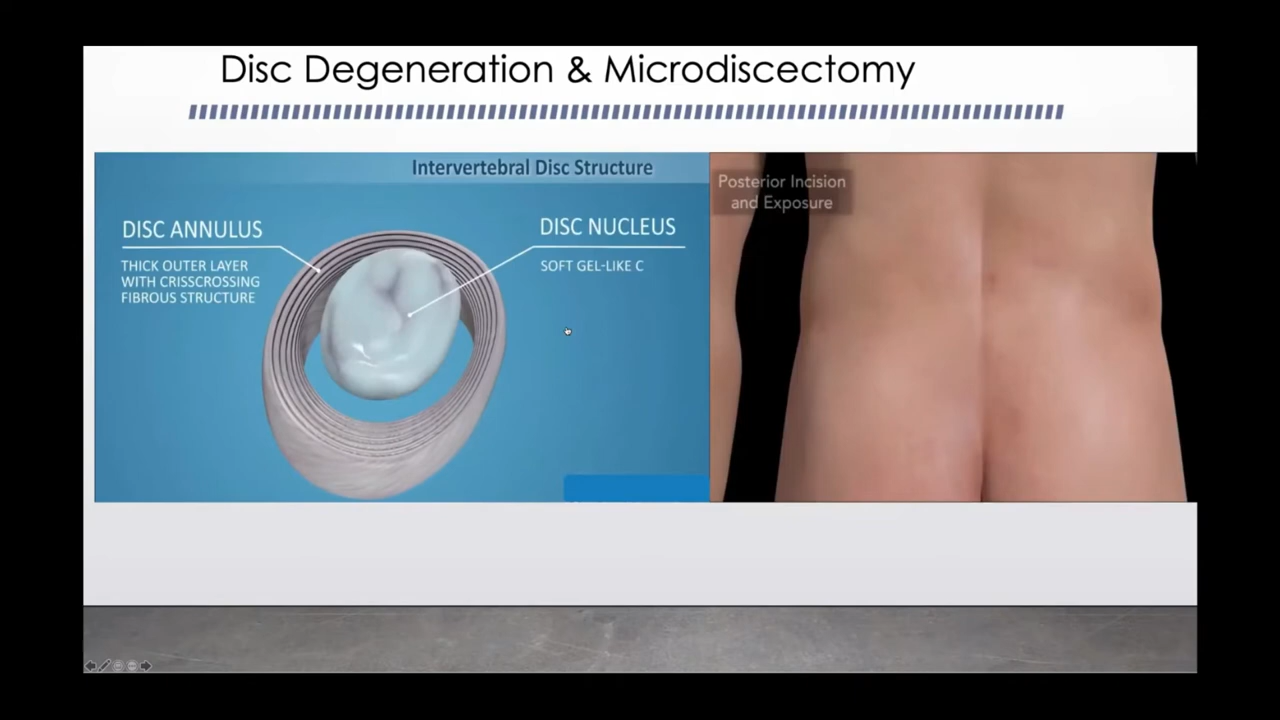 Disc Degeneration & Microdiscectomy
Intervertebral Disc Structure
DISC ANNULUS
THICK OUTER LAYER
WITH CRISSCROSSING
FIBROUS STRUCTURE
DISC NUCLEUS
SOFT GEL-LIKE C
Posterior Incision
and Exposure